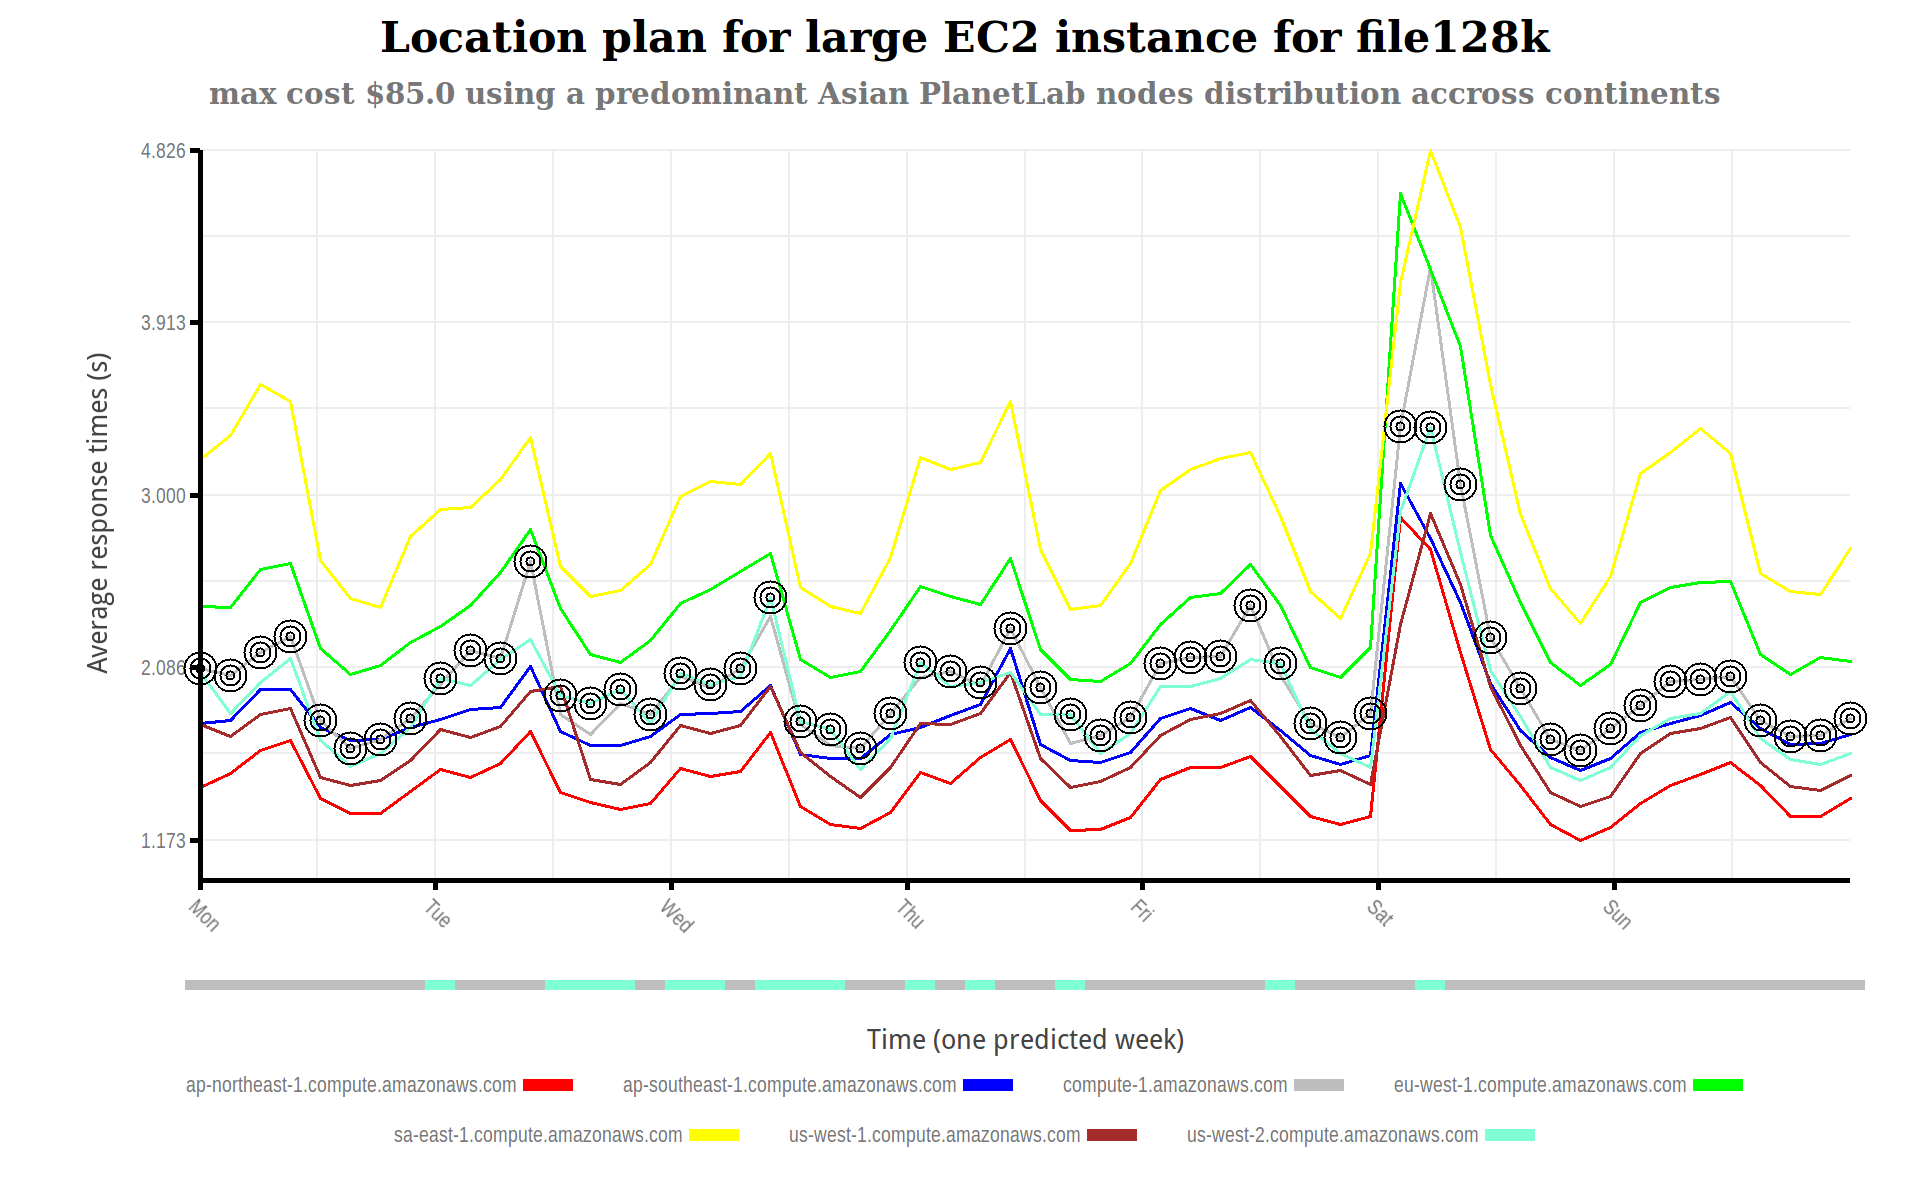 Location plan for large EC2 instance for file128k
max cost $85.0 using a predominant Asian PlanetLab nodes distribution accross continents
Average response times (s)
4.826
3.913
3.000
2.086
1.173
Mon Tue Wed Thu Fri Sat Sun
Time (one predicted week)
ap-northeast-1.compute.amazonaws.com ap-southeast-1.compute.amazonaws.com compute-1.amazonaws.com eu-west-1.compute.amazonaws.com
sa-east-1.compute.amazonaws.com us-west-1.compute.amazonaws.com us-west-2.compute.amazonaws.com